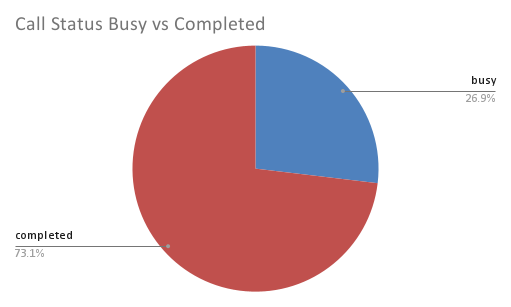 Call Status Busy vs Completed
busy
26.9%
completed
73.1%